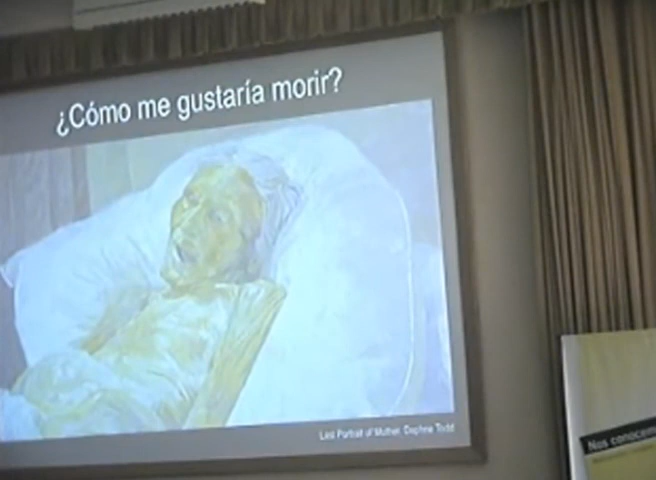 ¿Cómo me gustaría morir?
Last Portrait of Mother. Daphne Todd
Nos conocem